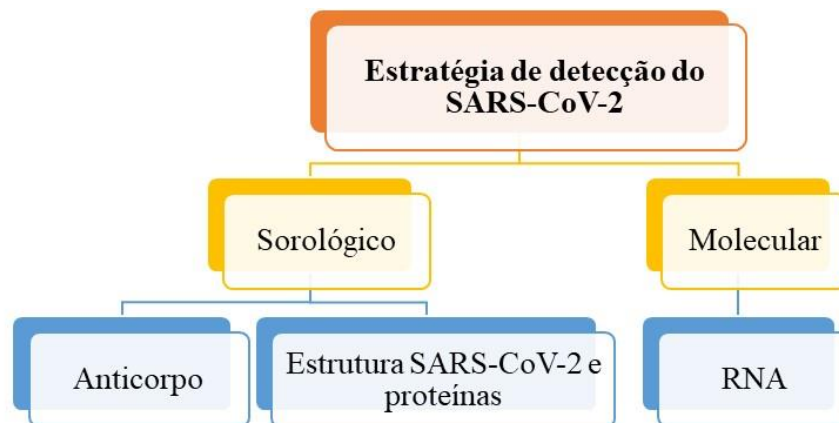 Estratégia de detecção do
SARS-CoV-2
Sorológico
Molecular
Anticorpo
Estrutura SARS-CoV-2 e
proteínas
RNA